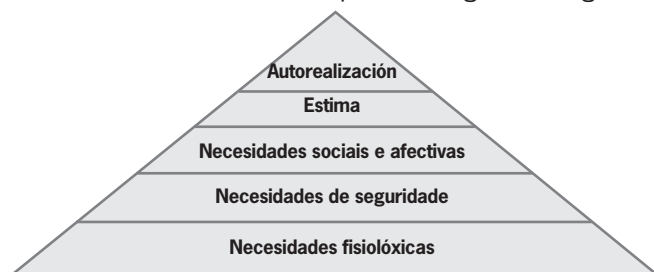 Autorealización
Estima
Necesidades sociais e afectivas
Necesidades de seguridade
Necesidades fisiolóxicas